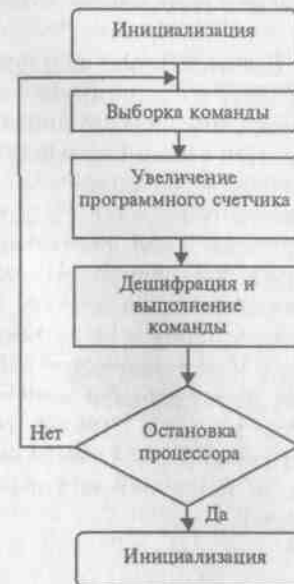 Инициализация
Выборка команды
Увеличение
программного счетчика
Дешифрация и
выполнение
команды
Остановка
процессора
Нет
Да
Инициализация